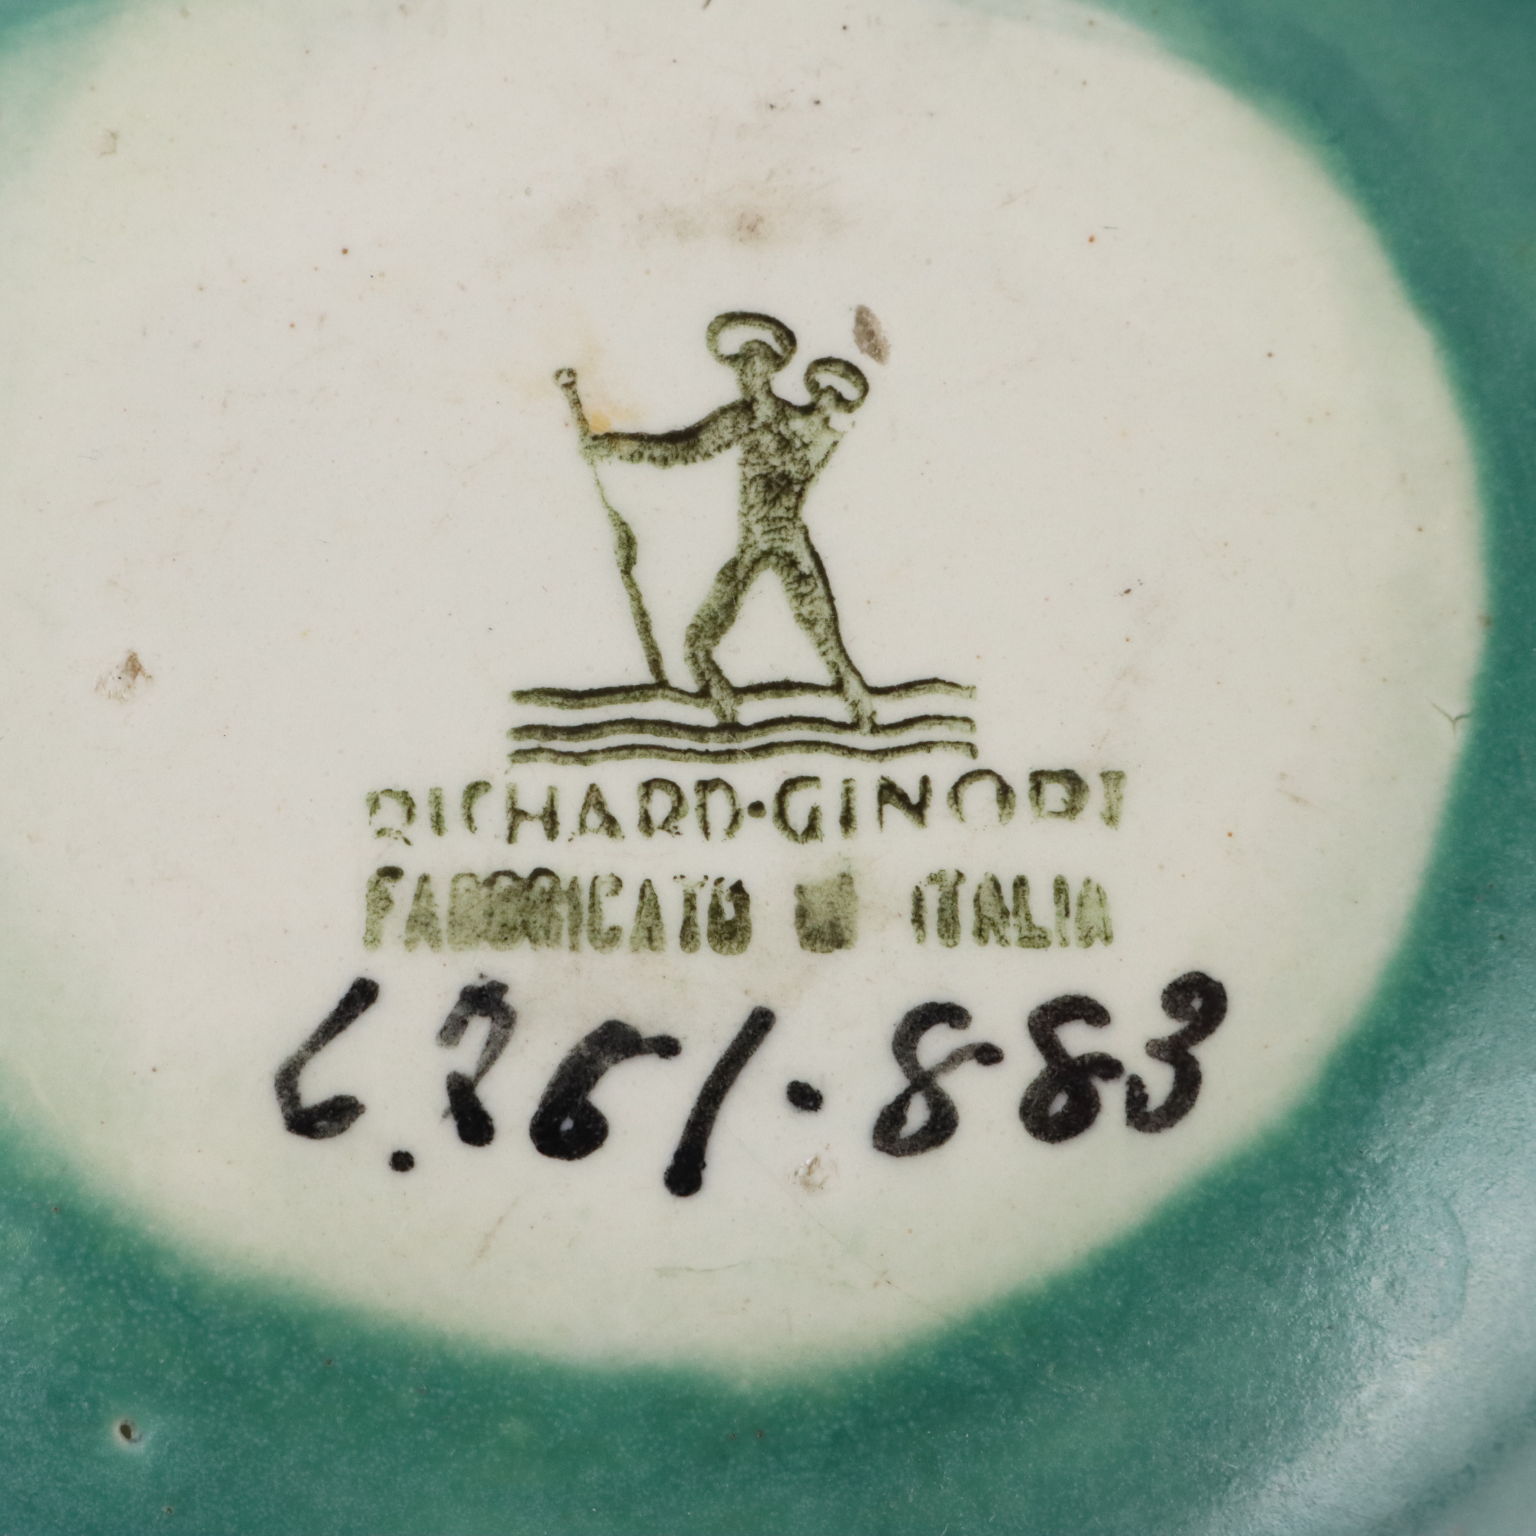 RICHARD·GINORI
FABBRICATO IN ITALIA
6.261·883